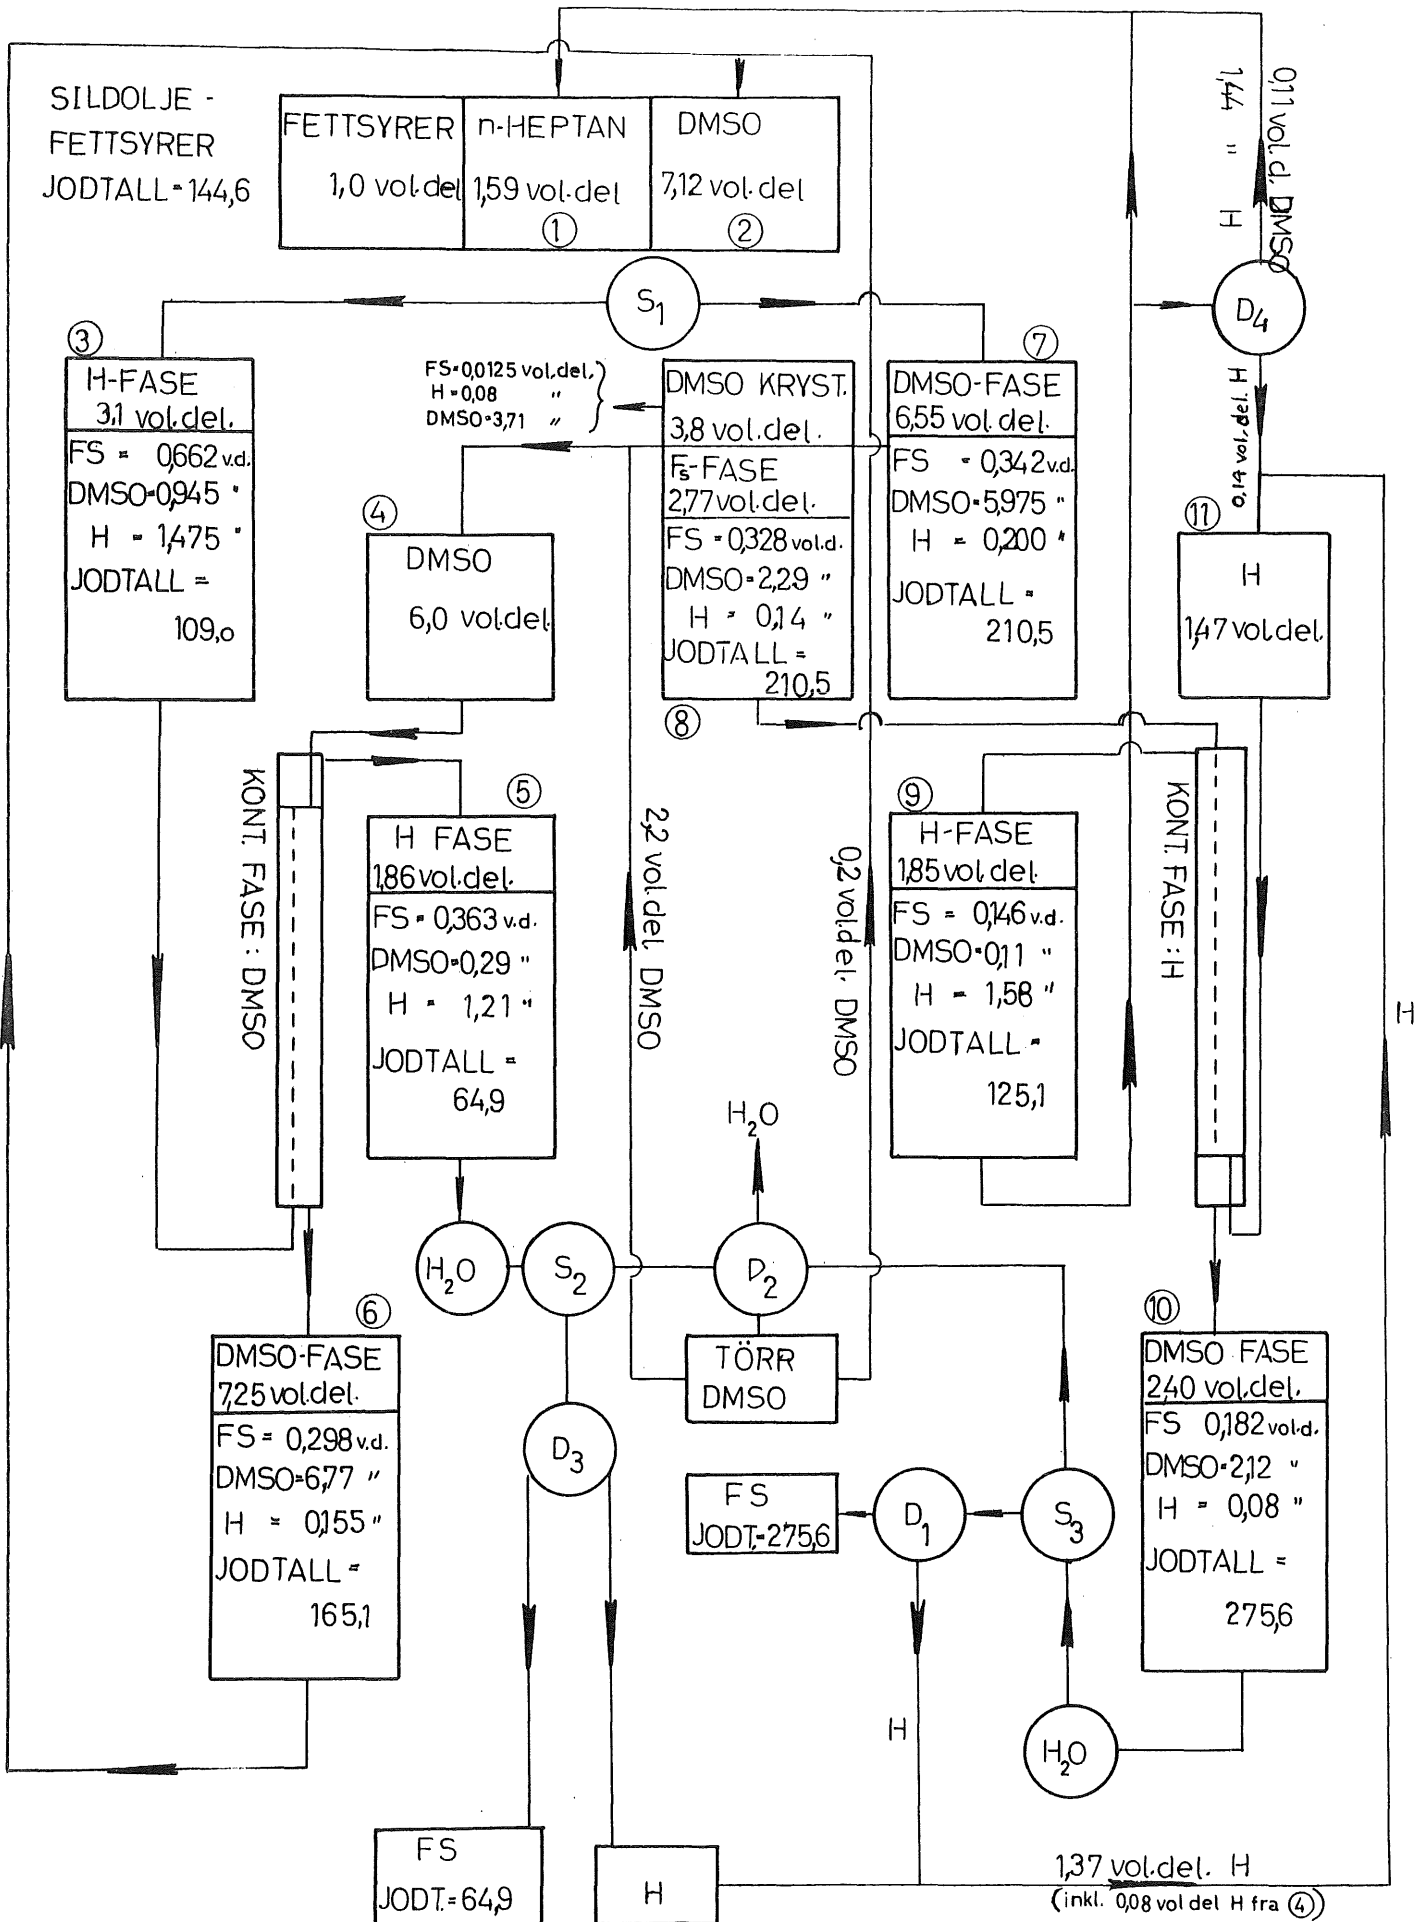 SILDOLJE -
FETTSYRER
JODTALL = 144,6
FETTSYRER
1,0 vol.del
n-HEPTAN
1,59 vol.del
①
DMSO
7,12 vol.del
②
0,11 vol.d. DMSO
1,44 " H
S1
D4
0,14 vol.del. H
③
H-FASE
3,1 vol.del.
FS = 0,662 v.d.
DMSO=0,945 "
H = 1,475 "
JODTALL =
109,0
FS=0,0125 vol.del.
H=0,08 "
DMSO=3,71 "
④
DMSO
6,0 vol.del.
DMSO KRYST.
3,8 vol.del.
Fs-FASE
2,77 vol.del.
FS = 0,328 vol.d.
DMSO=2,29 "
H = 0,14 "
JODTALL =
210,5
⑧
⑦
DMSO-FASE
6,55 vol.del.
FS = 0,342 v.d.
DMSO=5,975 "
H = 0,200 "
JODTALL =
210,5
⑪
H
1,47 vol.del.
KONT. FASE : DMSO
⑤
H FASE
1,86 vol.del.
FS = 0,363 v.d.
DMSO=0,29 "
H = 1,21 "
JODTALL =
64,9
2,2 vol.del. DMSO
0,2 vol.del. DMSO
⑨
H-FASE
1,85 vol.del.
FS = 0,146 v.d.
DMSO=0,11 "
H = 1,58 "
JODTALL =
125,1
KONT. FASE : H
H
H2O
H2O
S2
D2
TÖRR
DMSO
⑥
DMSO-FASE
7,25 vol.del.
FS = 0,298 v.d.
DMSO=6,77 "
H = 0,155 "
JODTALL =
165,1
D3
FS
JODT.=275,6
D1
S3
⑩
DMSO FASE
2,40 vol.del.
FS 0,182 vol.d.
DMSO=2,12 "
H = 0,08 "
JODTALL =
275,6
H
H2O
FS
JODT.=64,9
H
1,37 vol.del. H
(inkl. 0,08 vol del H fra ④)